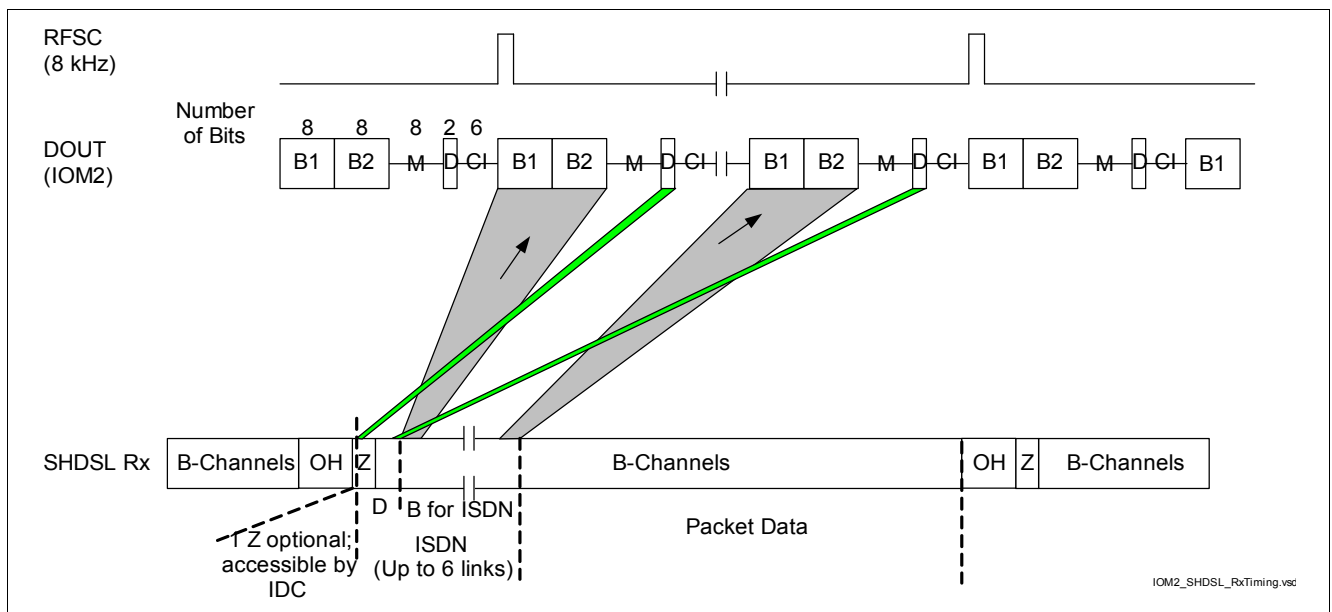 RFSC
(8 kHz)
Number
of Bits
8 8 8 2 6
DOUT
(IOM2)
B1 B2 M D CI B1 B2 M D CI B1 B2 M D CI B1 B2 M D CI B1
SHDSL Rx
B-Channels OH Z B-Channels OH Z B-Channels
D B for ISDN
1 Z optional;
accessible by
IDC
ISDN
(Up to 6 links)
Packet Data
IOM2_SHDSL_RxTiming.vsd